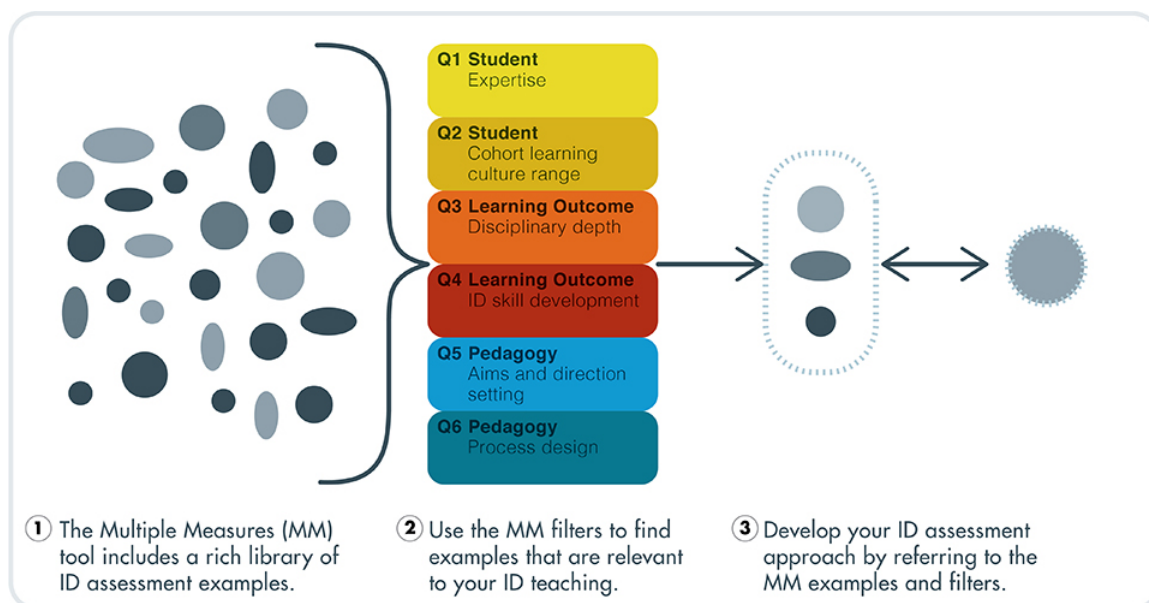 Q1 Student
Expertise
Q2 Student
Cohort learning
culture range
Q3 Learning Outcome
Disciplinary depth
Q4 Learning Outcome
ID skill development
Q5 Pedagogy
Aims and direction
setting
Q6 Pedagogy
Process design
1 The Multiple Measures (MM)
tool includes a rich library of
ID assessment examples.
2 Use the MM filters to find
examples that are relevant
to your ID teaching.
3 Develop your ID assessment
approach by referring to the
MM examples and filters.